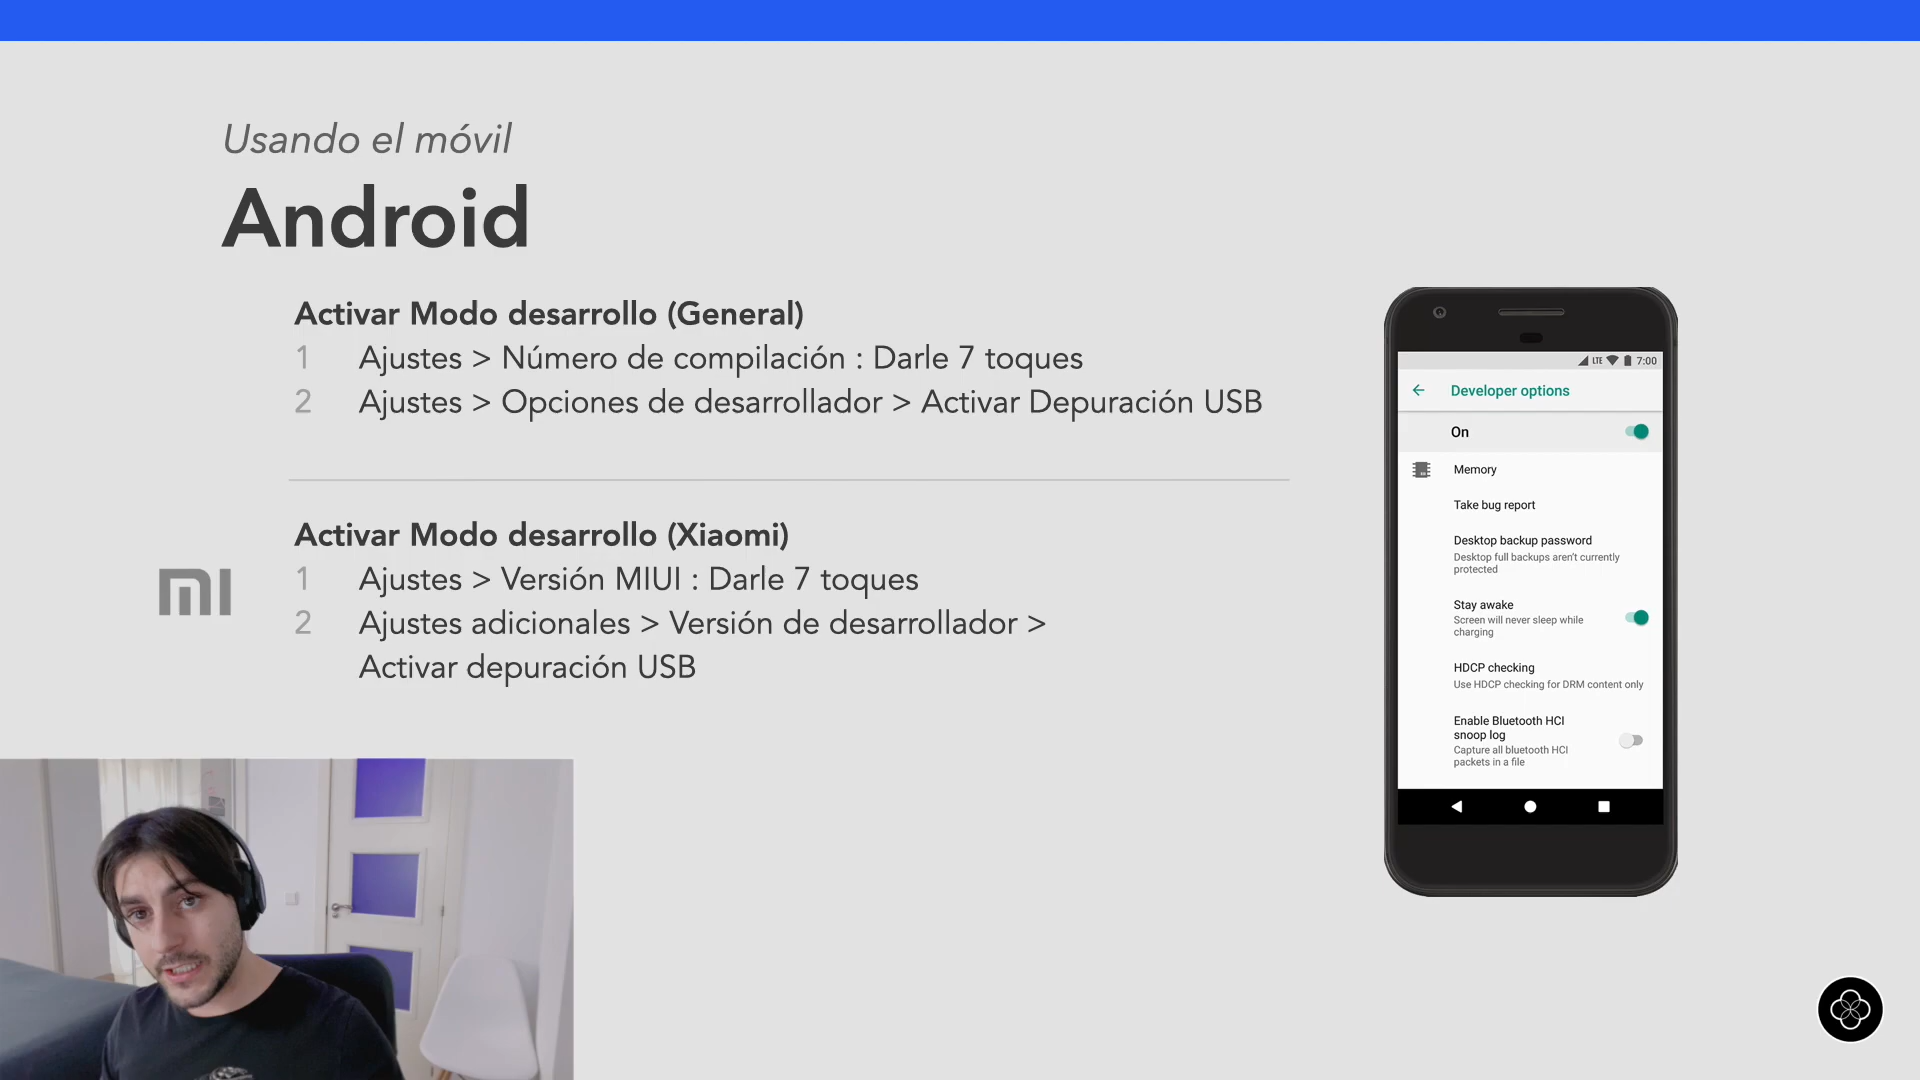 Usando el móvil
Android
Activar Modo desarrollo (General)
1 Ajustes > Número de compilación : Darle 7 toques
2 Ajustes > Opciones de desarrollador > Activar Depuración USB
Activar Modo desarrollo (Xiaomi)
MI
1 Ajustes > Versión MIUI : Darle 7 toques
2 Ajustes adicionales > Versión de desarrollador >
Activar depuración USB
LTE 7:00
Developer options
On
Memory
Take bug report
Desktop backup password
Desktop full backups aren't currently
protected
Stay awake
Screen will never sleep while
charging
HDCP checking
Use HDCP checking for DRM content only
Enable Bluetooth HCI
snoop log
Capture all bluetooth HCI
packets in a file